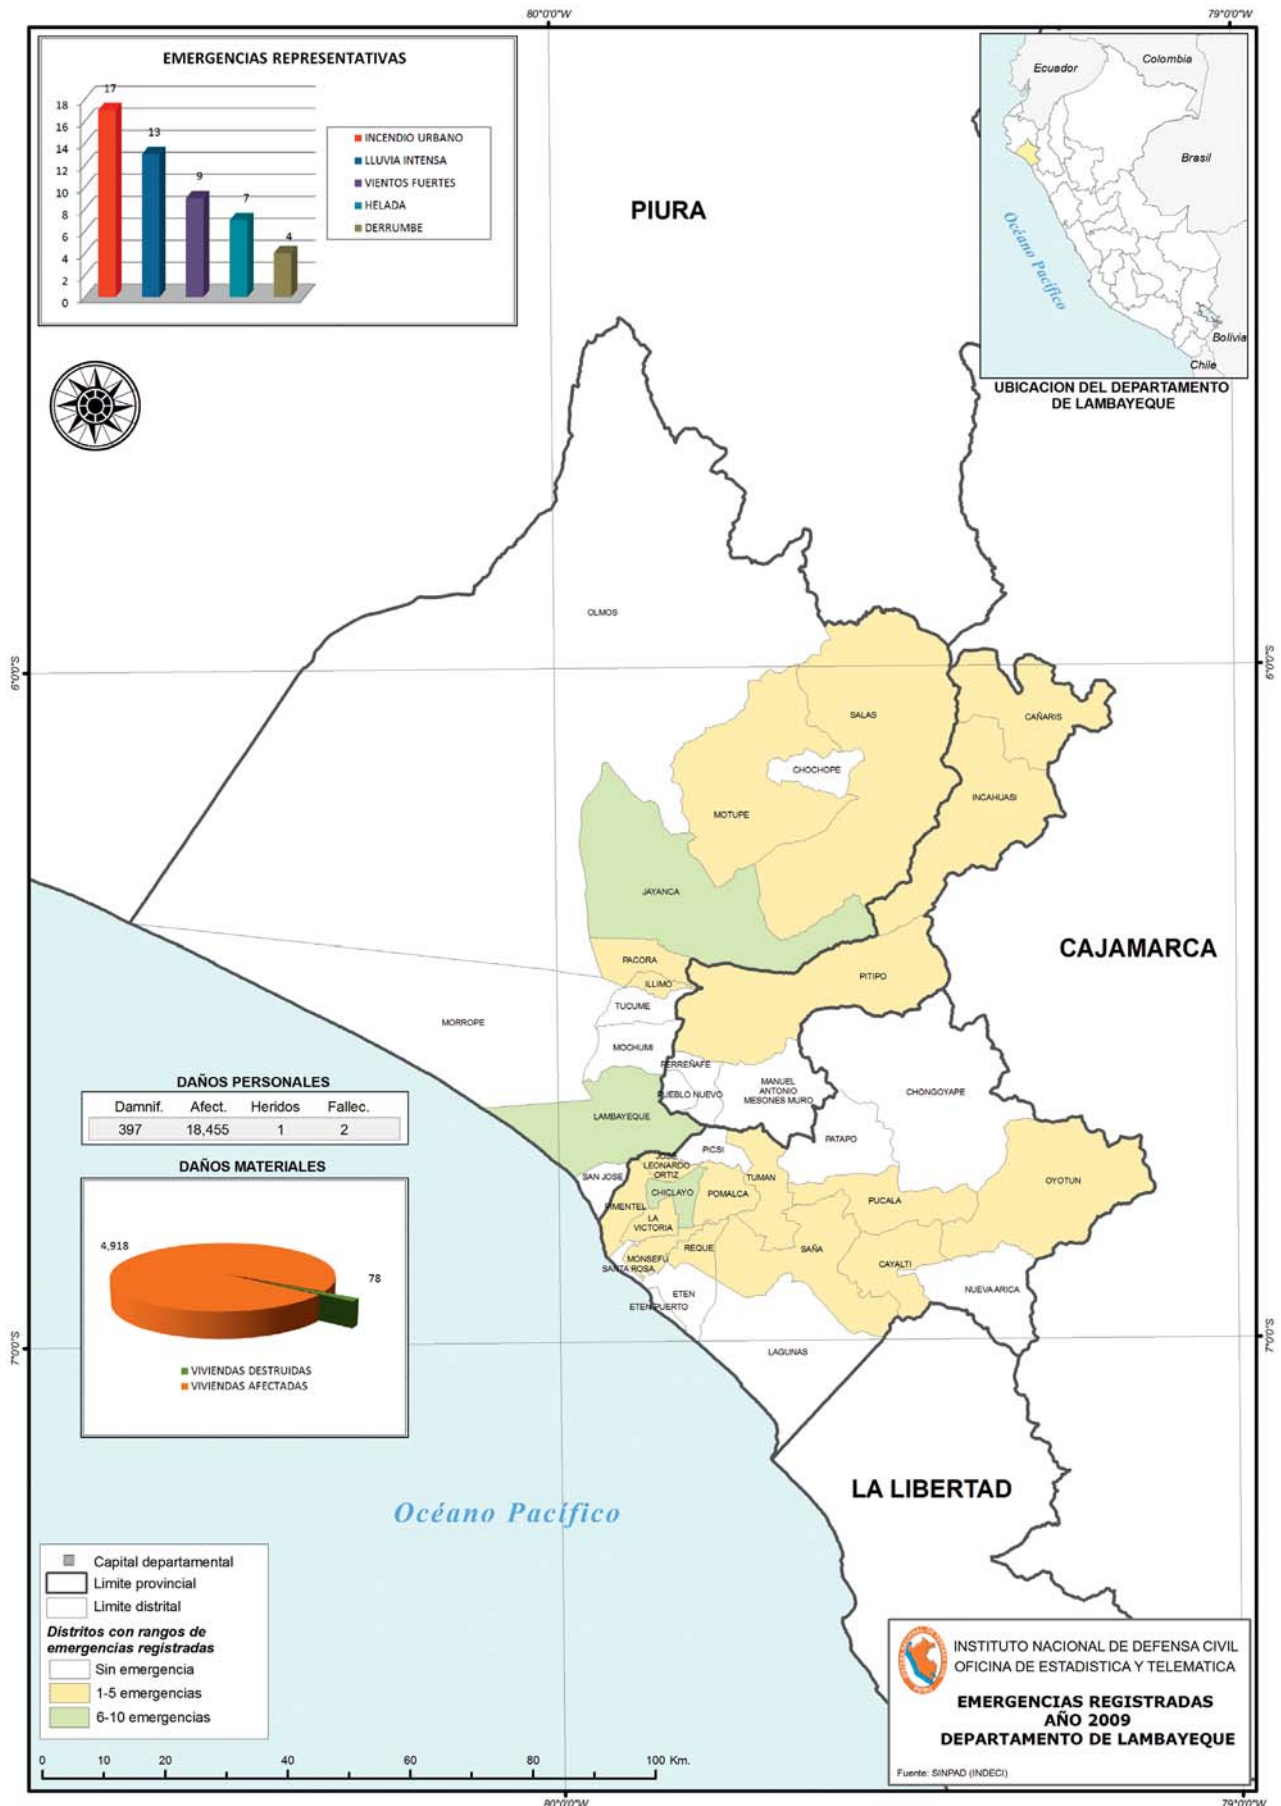 80°0'0"W
79°0'0"W
EMERGENCIAS REPRESENTATIVAS
17
13
9
7
4
18
16
14
12
10
8
6
4
2
0
INCENDIO URBANO
LLUVIA INTENSA
VIENTOS FUERTES
HELADA
DERRUMBE
Ecuador
Colombia
Brasil
Océano Pacífico
Bolivia
Chile
UBICACION DEL DEPARTAMENTO
DE LAMBAYEQUE
PIURA
OLMOS
6°0'0"S
6°0'0"S
SALAS
CAÑARIS
CHOCHOPE
INCAHUASI
MOTUPE
JAYANCA
CAJAMARCA
PACORA
PITIPO
ILLIMO
TUCUME
MORROPE
MOCHUMI
FERREÑAFE
PUEBLO NUEVO
MANUEL
ANTONIO
MESONES MURO
CHONGOYAPE
LAMBAYEQUE
PATAPO
PICSI
JOSE
LEONARDO
ORTIZ
SAN JOSE
TUMAN
OYOTUN
CHICLAYO
POMALCA
PUCALA
PIMENTEL
LA
VICTORIA
REQUE
SAÑA
MONSEFU
CAYALTI
SANTA ROSA
NUEVA ARICA
ETEN
ETEN PUERTO
LAGUNAS
7°0'0"S
7°0'0"S
DAÑOS PERSONALES
Damnif. Afect. Heridos Fallec.
397 18,455 1 2
DAÑOS MATERIALES
4,918
78
VIVIENDAS DESTRUIDAS
VIVIENDAS AFECTADAS
LA LIBERTAD
Océano Pacífico
Capital departamental
Limite provincial
Limite distrital
Distritos con rangos de
emergencias registradas
Sin emergencia
1-5 emergencias
6-10 emergencias
0 10 20 40 60 80 100 Km.
INSTITUTO NACIONAL DE DEFENSA CIVIL
OFICINA DE ESTADISTICA Y TELEMATICA
EMERGENCIAS REGISTRADAS
AÑO 2009
DEPARTAMENTO DE LAMBAYEQUE
Fuente: SINPAD (INDECI)
80°0'0"W
79°0'0"W